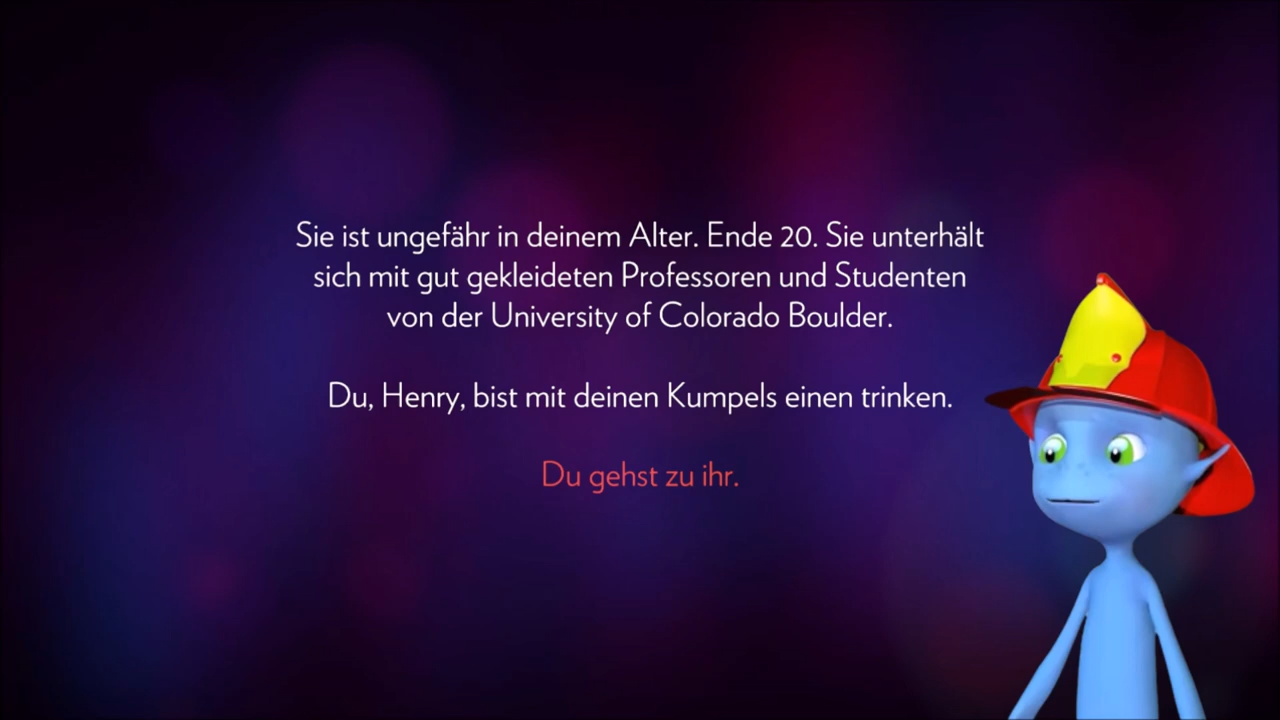 Sie ist ungefähr in deinem Alter. Ende 20. Sie unterhält
sich mit gut gekleideten Professoren und Studenten
von der University of Colorado Boulder.
Du, Henry, bist mit deinen Kumpels einen trinken.
Du gehst zu ihr.